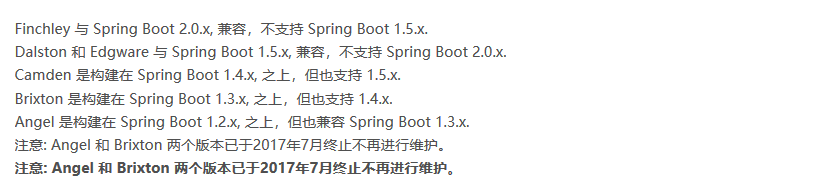 Finchley 与 Spring Boot 2.0.x, 兼容，不支持 Spring Boot 1.5.x.
Dalston 和 Edgware 与 Spring Boot 1.5.x, 兼容，不支持 Spring Boot 2.0.x.
Camden 是构建在 Spring Boot 1.4.x, 之上，但也支持 1.5.x.
Brixton 是构建在 Spring Boot 1.3.x, 之上，但也支持 1.4.x.
Angel 是构建在 Spring Boot 1.2.x, 之上，但也兼容 Spring Boot 1.3.x.
注意: Angel 和 Brixton 两个版本已于2017年7月终止不再进行维护。
注意: Angel 和 Brixton 两个版本已于2017年7月终止不再进行维护。